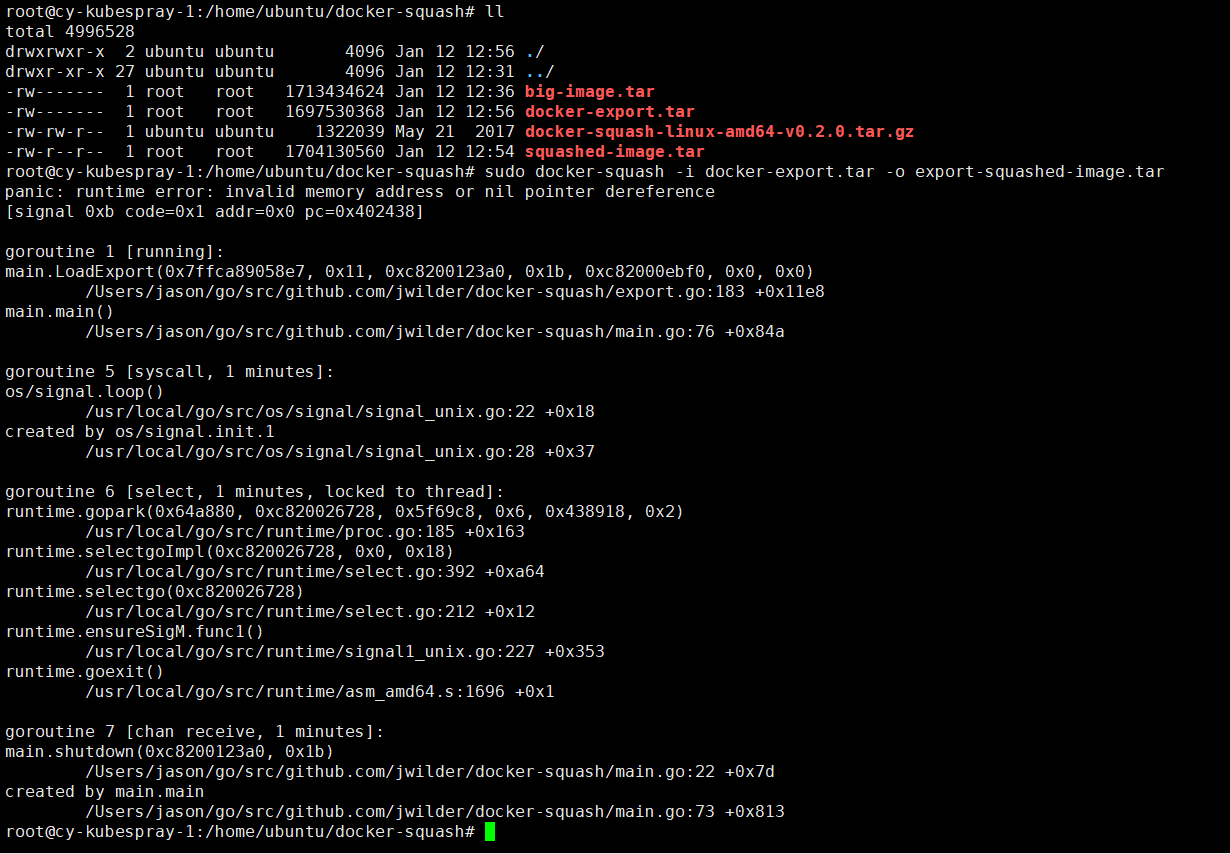 root@cy-kubespray-1:/home/ubuntu/docker-squash# ll
total 4996528
drwxrwxr-x  2 ubuntu ubuntu       4096 Jan 12 12:56 ./
drwxr-xr-x 27 ubuntu ubuntu       4096 Jan 12 12:31 ../
-rw-------  1 root   root   1713434624 Jan 12 12:36 big-image.tar
-rw-------  1 root   root   1697530368 Jan 12 12:56 docker-export.tar
-rw-rw-r--  1 ubuntu ubuntu    1322039 May 21  2017 docker-squash-linux-amd64-v0.2.0.tar.gz
-rw-r--r--  1 root   root   1704130560 Jan 12 12:54 squashed-image.tar
root@cy-kubespray-1:/home/ubuntu/docker-squash# sudo docker-squash -i docker-export.tar -o export-squashed-image.tar
panic: runtime error: invalid memory address or nil pointer dereference
[signal 0xb code=0x1 addr=0x0 pc=0x402438]

goroutine 1 [running]:
main.LoadExport(0x7ffca89058e7, 0x11, 0xc8200123a0, 0x1b, 0xc82000ebf0, 0x0, 0x0)
        /Users/jason/go/src/github.com/jwilder/docker-squash/export.go:183 +0x11e8
main.main()
        /Users/jason/go/src/github.com/jwilder/docker-squash/main.go:76 +0x84a

goroutine 5 [syscall, 1 minutes]:
os/signal.loop()
        /usr/local/go/src/os/signal/signal_unix.go:22 +0x18
created by os/signal.init.1
        /usr/local/go/src/os/signal/signal_unix.go:28 +0x37

goroutine 6 [select, 1 minutes, locked to thread]:
runtime.gopark(0x64a880, 0xc820026728, 0x5f69c8, 0x6, 0x438918, 0x2)
        /usr/local/go/src/runtime/proc.go:185 +0x163
runtime.selectgoImpl(0xc820026728, 0x0, 0x18)
        /usr/local/go/src/runtime/select.go:392 +0xa64
runtime.selectgo(0xc820026728)
        /usr/local/go/src/runtime/select.go:212 +0x12
runtime.ensureSigM.func1()
        /usr/local/go/src/runtime/signal1_unix.go:227 +0x353
runtime.goexit()
        /usr/local/go/src/runtime/asm_amd64.s:1696 +0x1

goroutine 7 [chan receive, 1 minutes]:
main.shutdown(0xc8200123a0, 0x1b)
        /Users/jason/go/src/github.com/jwilder/docker-squash/main.go:22 +0x7d
created by main.main
        /Users/jason/go/src/github.com/jwilder/docker-squash/main.go:73 +0x813
root@cy-kubespray-1:/home/ubuntu/docker-squash#